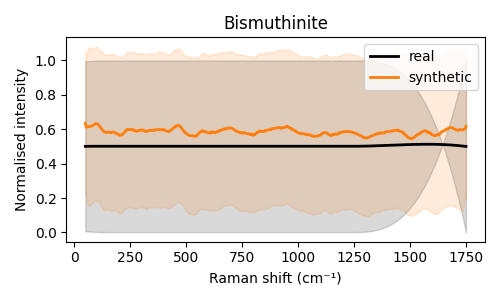 Bismuthinite
Normalised intensity
1.0
0.8
0.6
0.4
0.2
0.0
real
synthetic
0 250 500 750 1000 1250 1500 1750
Raman shift (cm⁻¹)